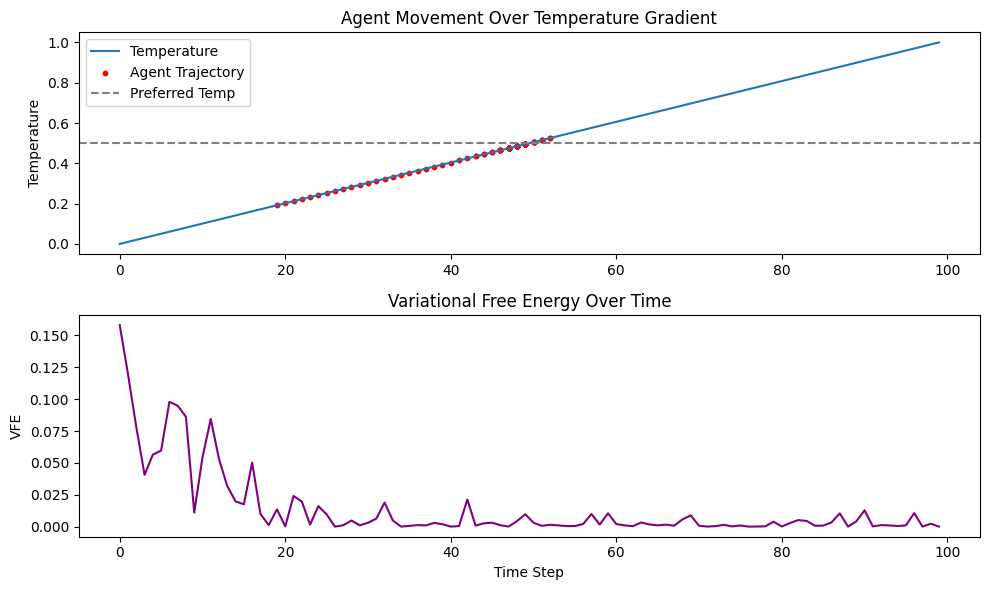 Agent Movement Over Temperature Gradient
Temperature
Agent Trajectory
Preferred Temp
Temperature
1.0
0.8
0.6
0.4
0.2
0.0
0 20 40 60 80 100
Variational Free Energy Over Time
VFE
0.150
0.125
0.100
0.075
0.050
0.025
0.000
0 20 40 60 80 100
Time Step